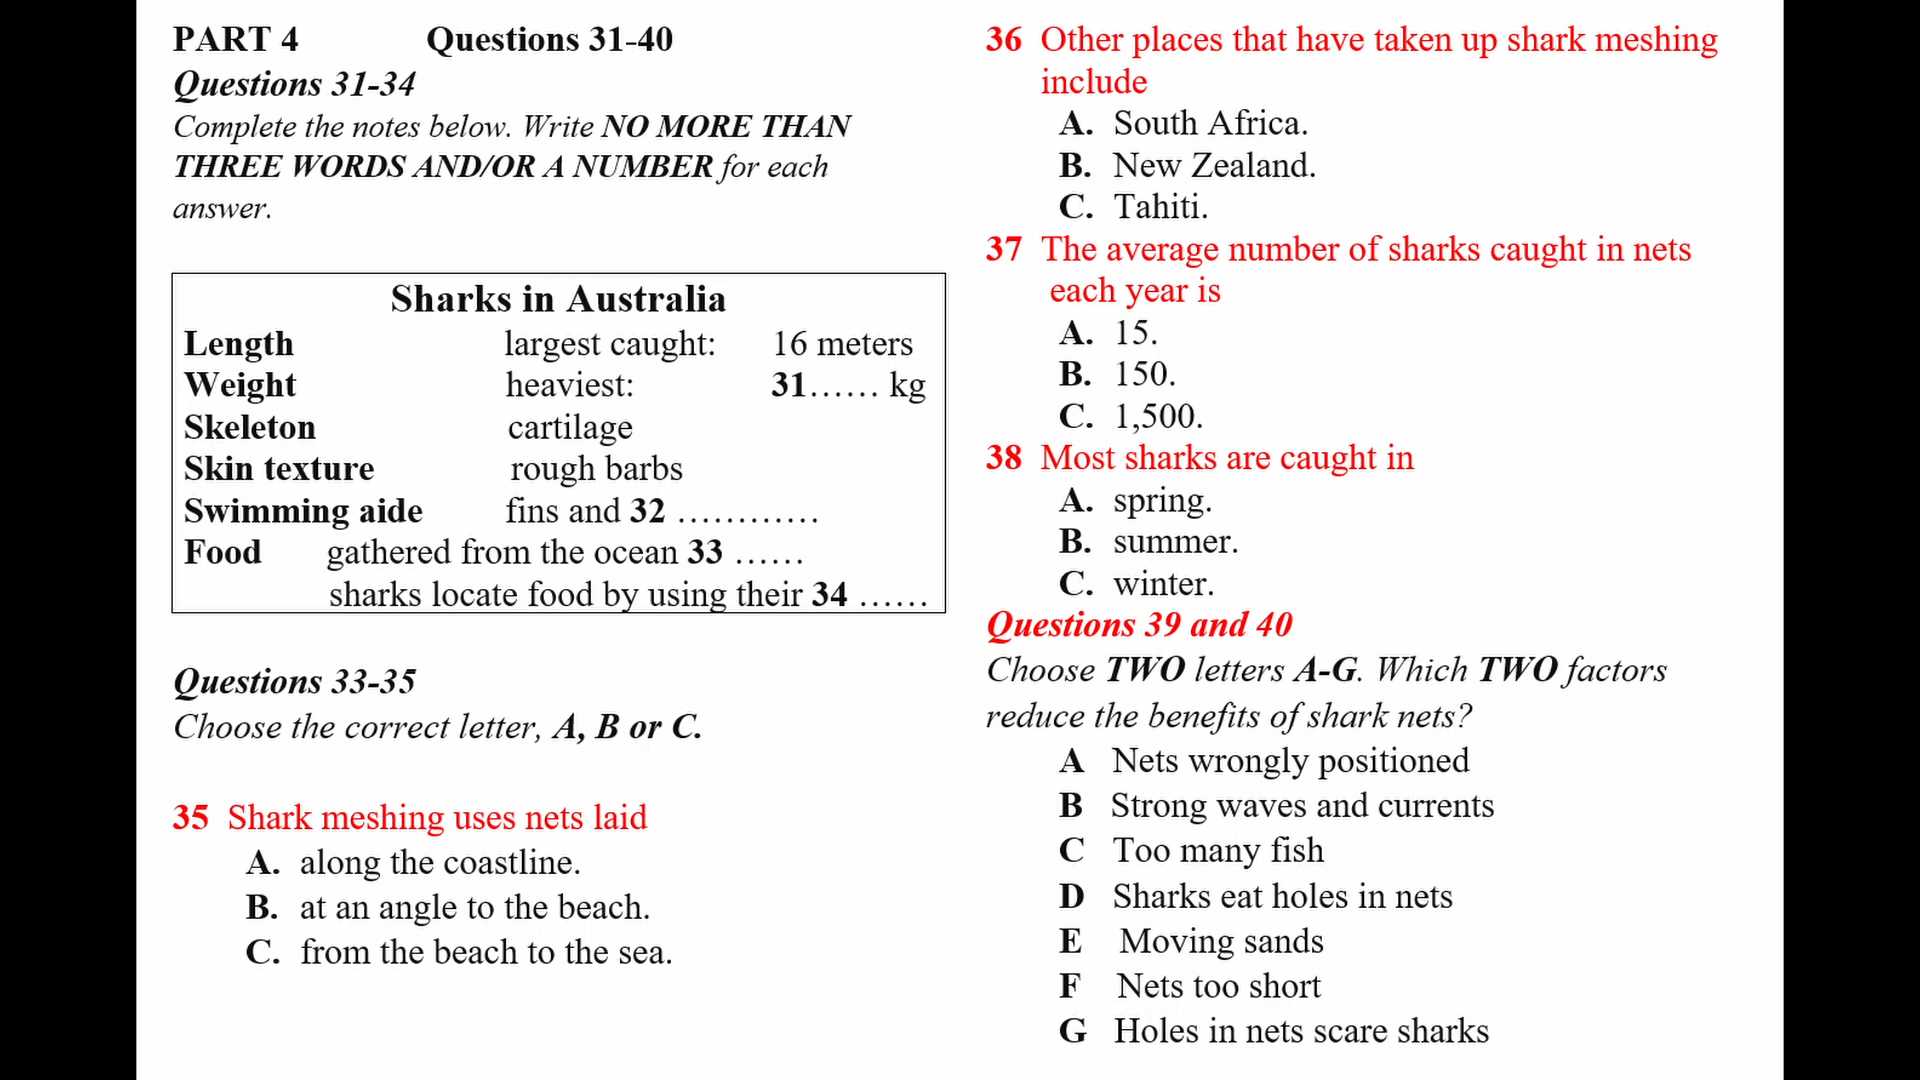 PART 4 Questions 31-40
Questions 31-34
Complete the notes below. Write NO MORE THAN
THREE WORDS AND/OR A NUMBER for each
answer.
Sharks in Australia
Length largest caught: 16 meters
Weight heaviest: 31…… kg
Skeleton cartilage
Skin texture rough barbs
Swimming aide fins and 32 …………
Food gathered from the ocean 33 ……
sharks locate food by using their 34 ……
Questions 33-35
Choose the correct letter, A, B or C.
35 Shark meshing uses nets laid
A. along the coastline.
B. at an angle to the beach.
C. from the beach to the sea.
36 Other places that have taken up shark meshing
include
A. South Africa.
B. New Zealand.
C. Tahiti.
37 The average number of sharks caught in nets
each year is
A. 15.
B. 150.
C. 1,500.
38 Most sharks are caught in
A. spring.
B. summer.
C. winter.
Questions 39 and 40
Choose TWO letters A-G. Which TWO factors
reduce the benefits of shark nets?
A Nets wrongly positioned
B Strong waves and currents
C Too many fish
D Sharks eat holes in nets
E Moving sands
F Nets too short
G Holes in nets scare sharks